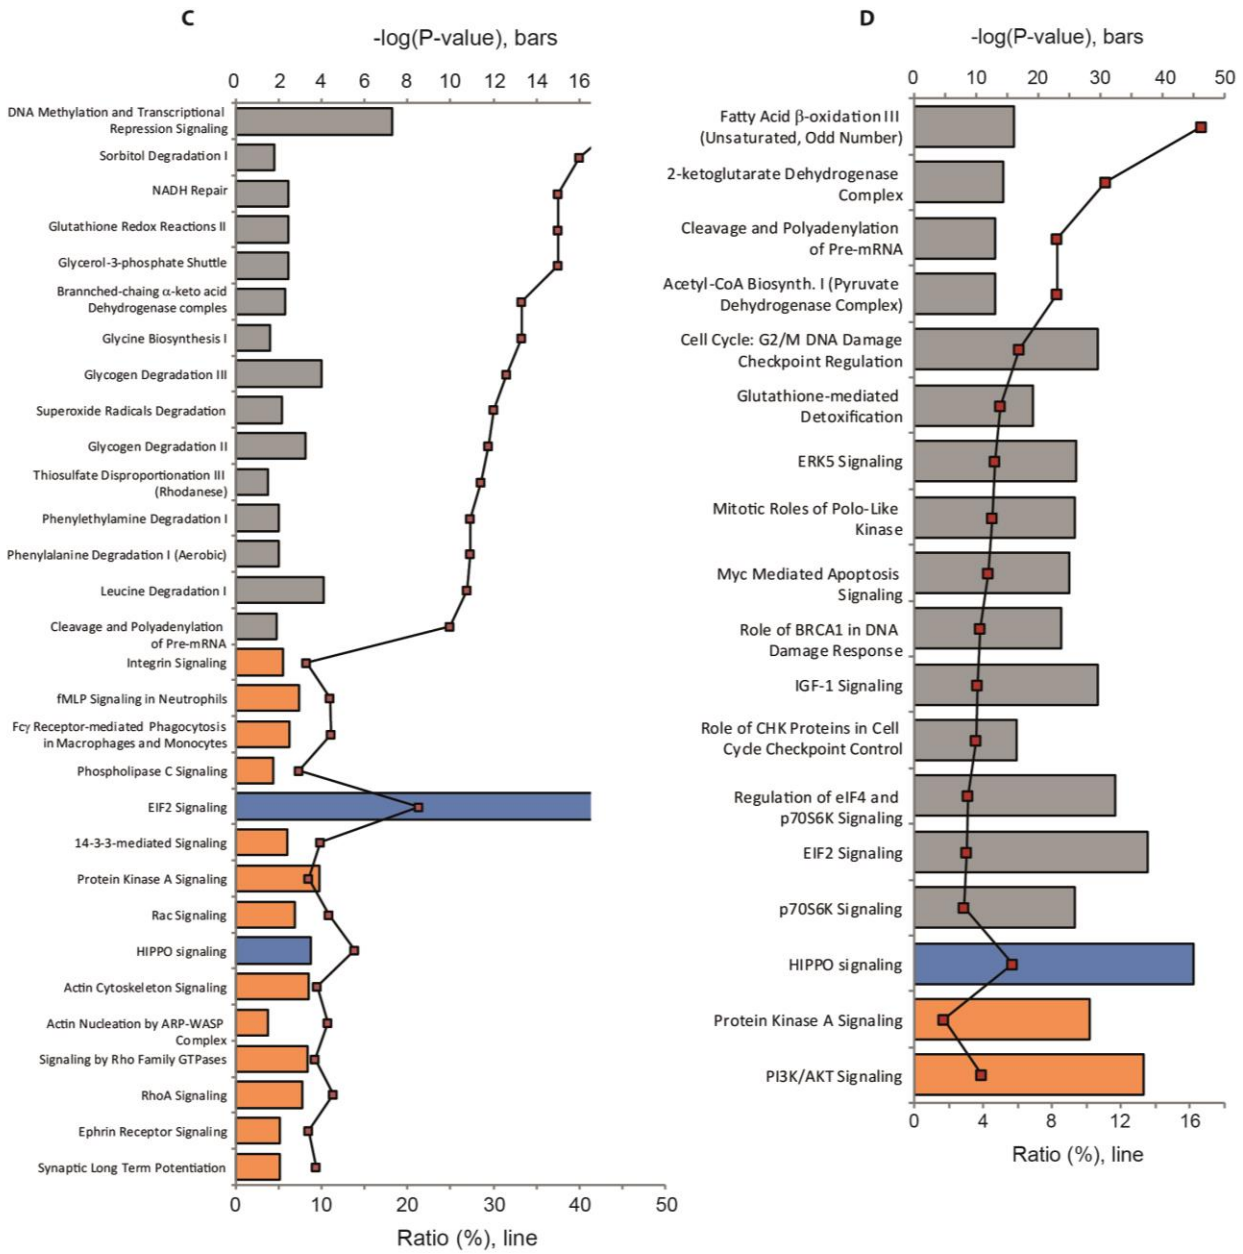 C
-log(P-value), bars
0 2 4 6 8 10 12 14 16
DNA Methylation and Transcriptional
Repression Signaling
Sorbitol Degradation I
NADH Repair
Glutathione Redox Reactions II
Glycerol-3-phosphate Shuttle
Brannched-chaing α-keto acid
Dehydrogenase comples
Glycine Biosynthesis I
Glycogen Degradation III
Superoxide Radicals Degradation
Glycogen Degradation II
Thiosulfate Disproportionation III
(Rhodanese)
Phenylethylamine Degradation I
Phenylalanine Degradation I (Aerobic)
Leucine Degradation I
Cleavage and Polyadenylation
of Pre-mRNA
Integrin Signaling
fMLP Signaling in Neutrophils
Fcγ Receptor-mediated Phagocytosis
in Macrophages and Monocytes
Phospholipase C Signaling
EIF2 Signaling
14-3-3-mediated Signaling
Protein Kinase A Signaling
Rac Signaling
HIPPO signaling
Actin Cytoskeleton Signaling
Actin Nucleation by ARP-WASP
Complex
Signaling by Rho Family GTPases
RhoA Signaling
Ephrin Receptor Signaling
Synaptic Long Term Potentiation
0 10 20 30 40 50
Ratio (%), line
D
-log(P-value), bars
0 10 20 30 40 50
Fatty Acid β-oxidation III
(Unsaturated, Odd Number)
2-ketoglutarate Dehydrogenase
Complex
Cleavage and Polyadenylation
of Pre-mRNA
Acetyl-CoA Biosynth. I (Pyruvate
Dehydrogenase Complex)
Cell Cycle: G2/M DNA Damage
Checkpoint Regulation
Glutathione-mediated
Detoxification
ERK5 Signaling
Mitotic Roles of Polo-Like
Kinase
Myc Mediated Apoptosis
Signaling
Role of BRCA1 in DNA
Damage Response
IGF-1 Signaling
Role of CHK Proteins in Cell
Cycle Checkpoint Control
Regulation of eIF4 and
p70S6K Signaling
EIF2 Signaling
p70S6K Signaling
HIPPO signaling
Protein Kinase A Signaling
PI3K/AKT Signaling
0 4 8 12 16
Ratio (%), line